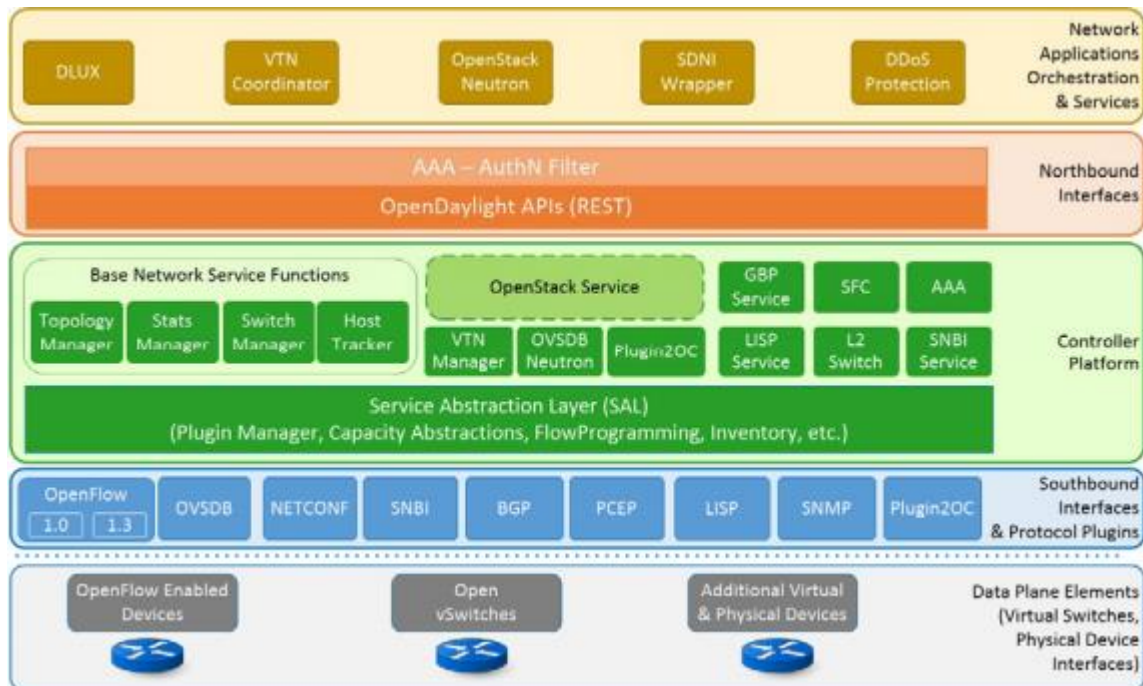 DLUX
VTN
Coordinator
OpenStack
Neutron
SDNI
Wrapper
DDoS
Protection
Network
Applications
Orchestration
& Services
AAA – AuthN Filter
OpenDaylight APIs (REST)
Northbound
Interfaces
Base Network Service Functions
Topology
Manager
Stats
Manager
Switch
Manager
Host
Tracker
OpenStack Service
VTN
Manager
OVSDB
Neutron
Plugin2OC
GBP
Service
SFC
AAA
LISP
Service
L2
Switch
SNBI
Service
Controller
Platform
Service Abstraction Layer (SAL)
(Plugin Manager, Capacity Abstractions, FlowProgramming, Inventory, etc.)
OpenFlow
1.0
1.3
OVSDB
NETCONF
SNBI
BGP
PCEP
LISP
SNMP
Plugin2OC
Southbound
Interfaces
& Protocol Plugins
OpenFlow Enabled
Devices
Open
vSwitches
Additional Virtual
& Physical Devices
Data Plane Elements
(Virtual Switches,
Physical Device
Interfaces)